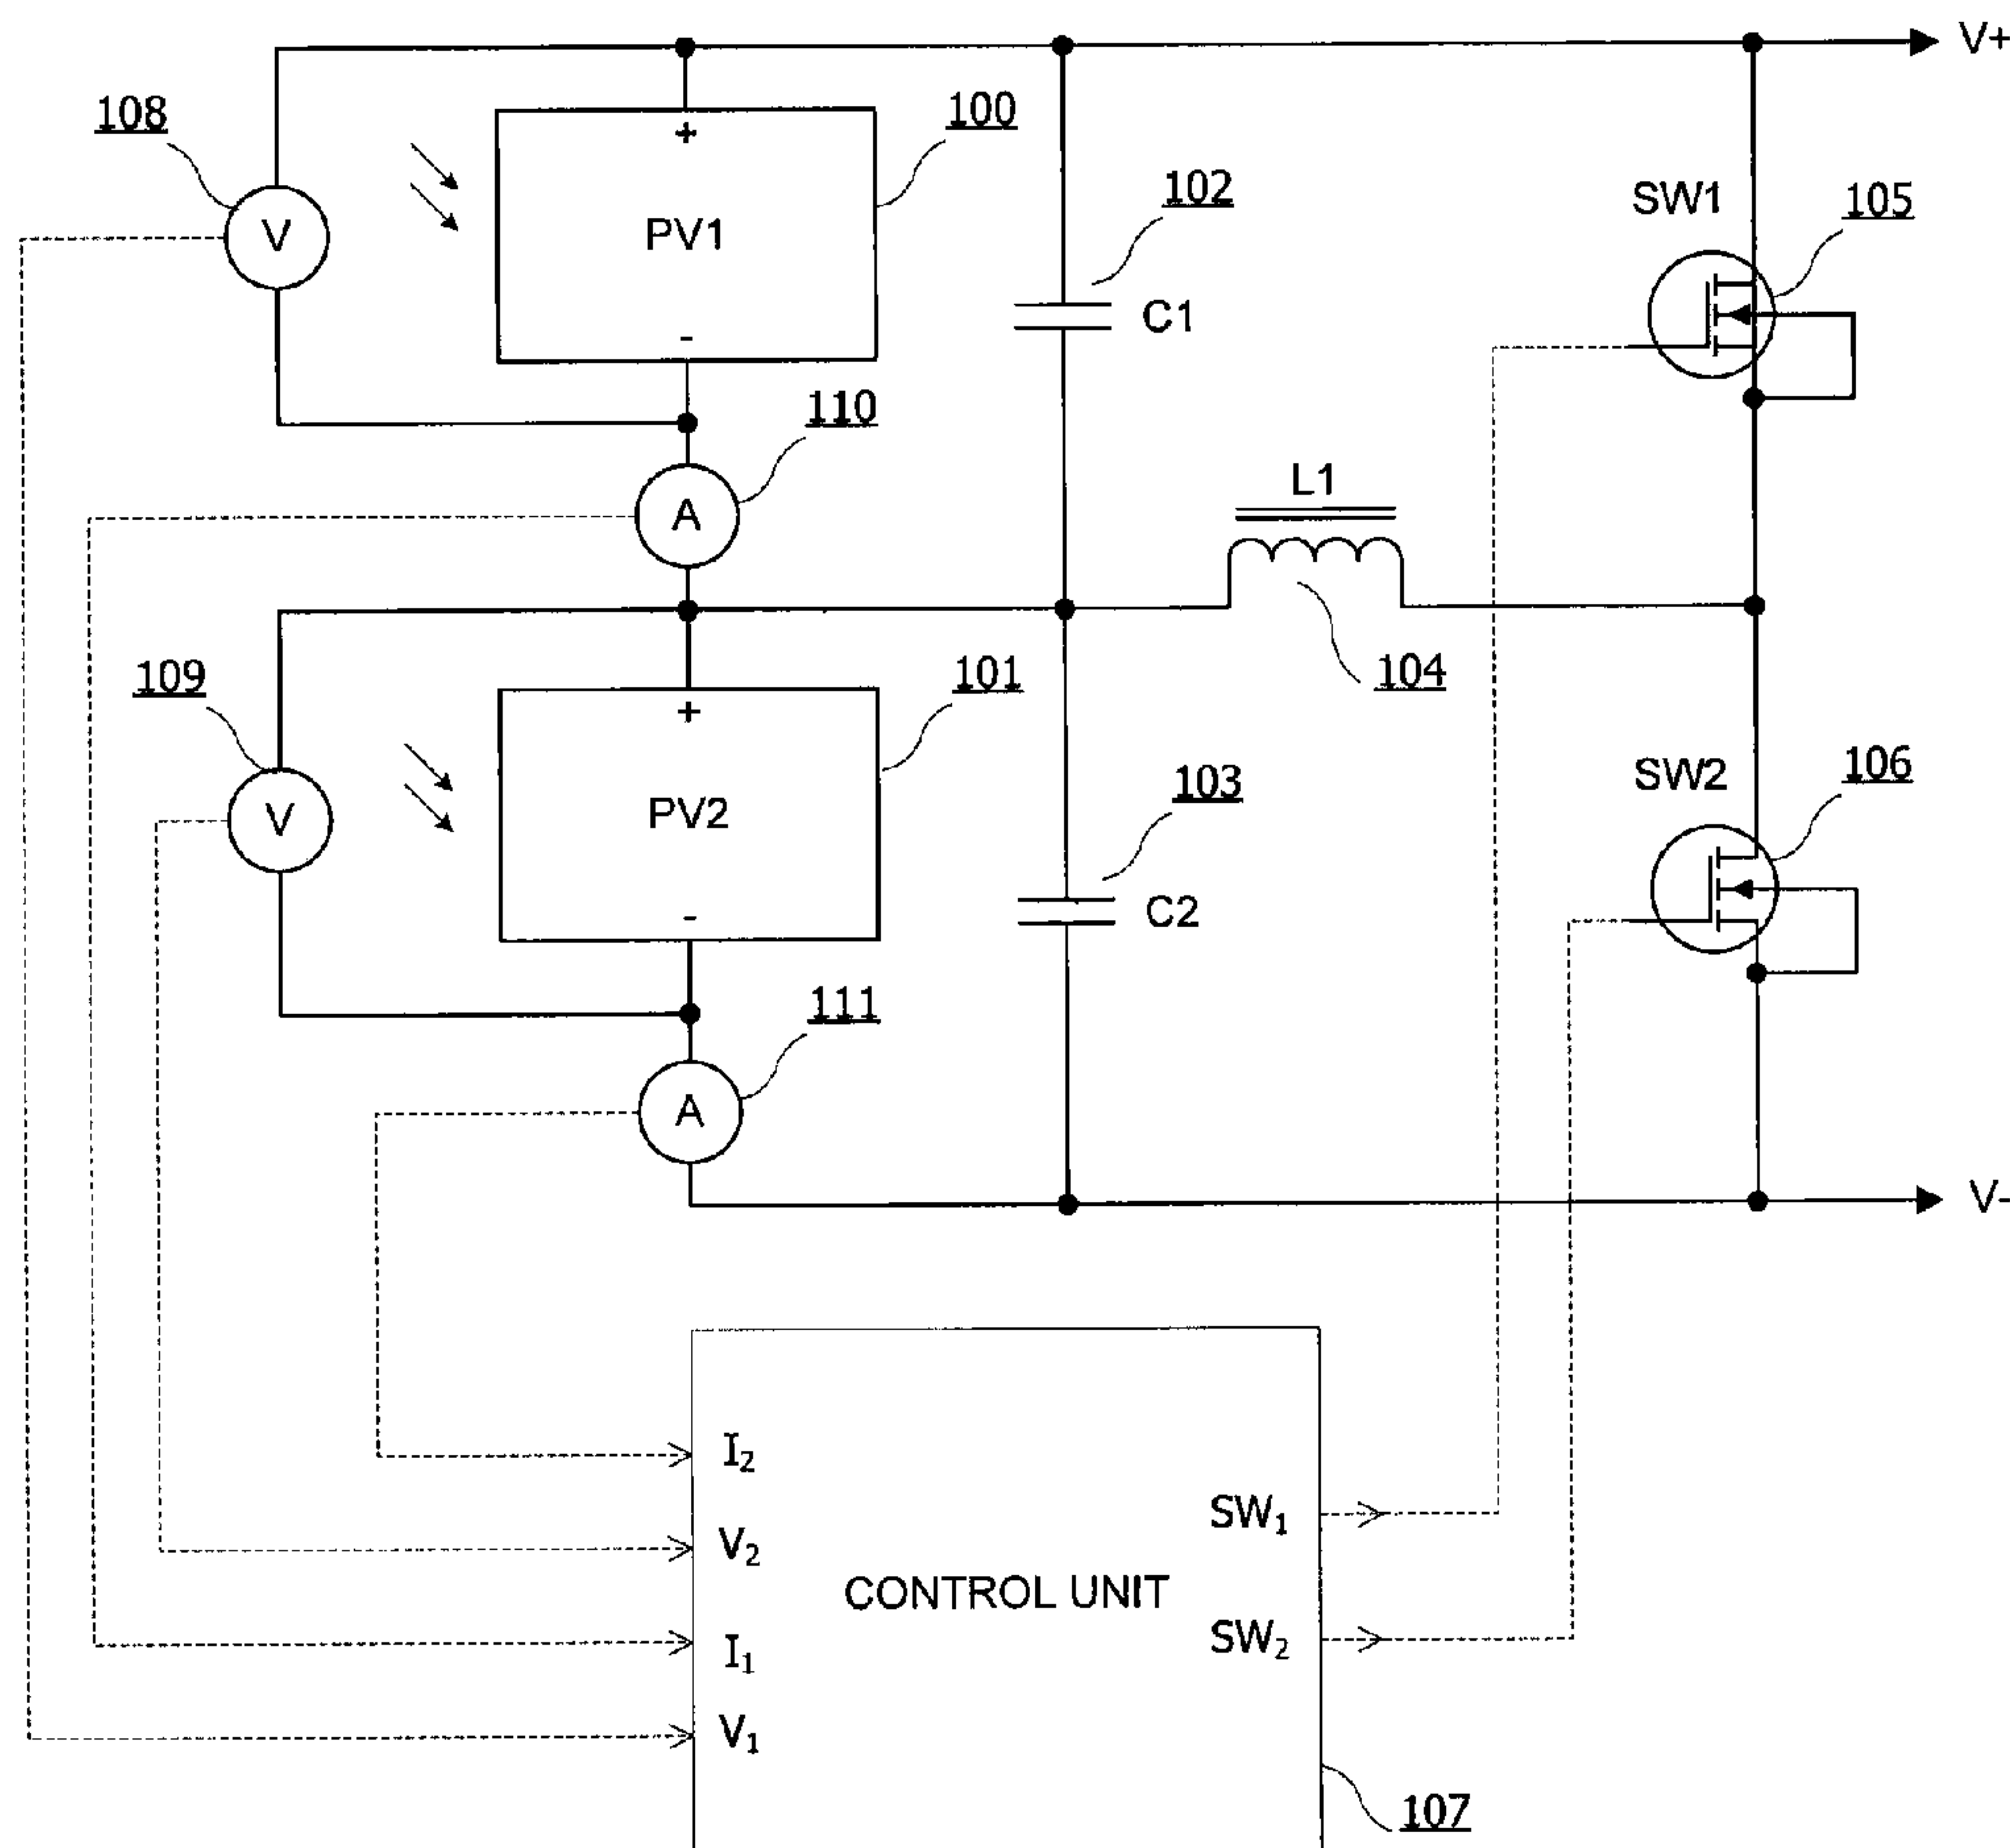 V+
108
+
100
V
PV1
102
SW1
105
-
C1
110
A
L1
109
+
101
104
V
PV2
103
SW2
106
-
C2
111
A
V-
I₂
V₂
SW₁
CONTROL UNIT
I₁
SW₂
V₁
107